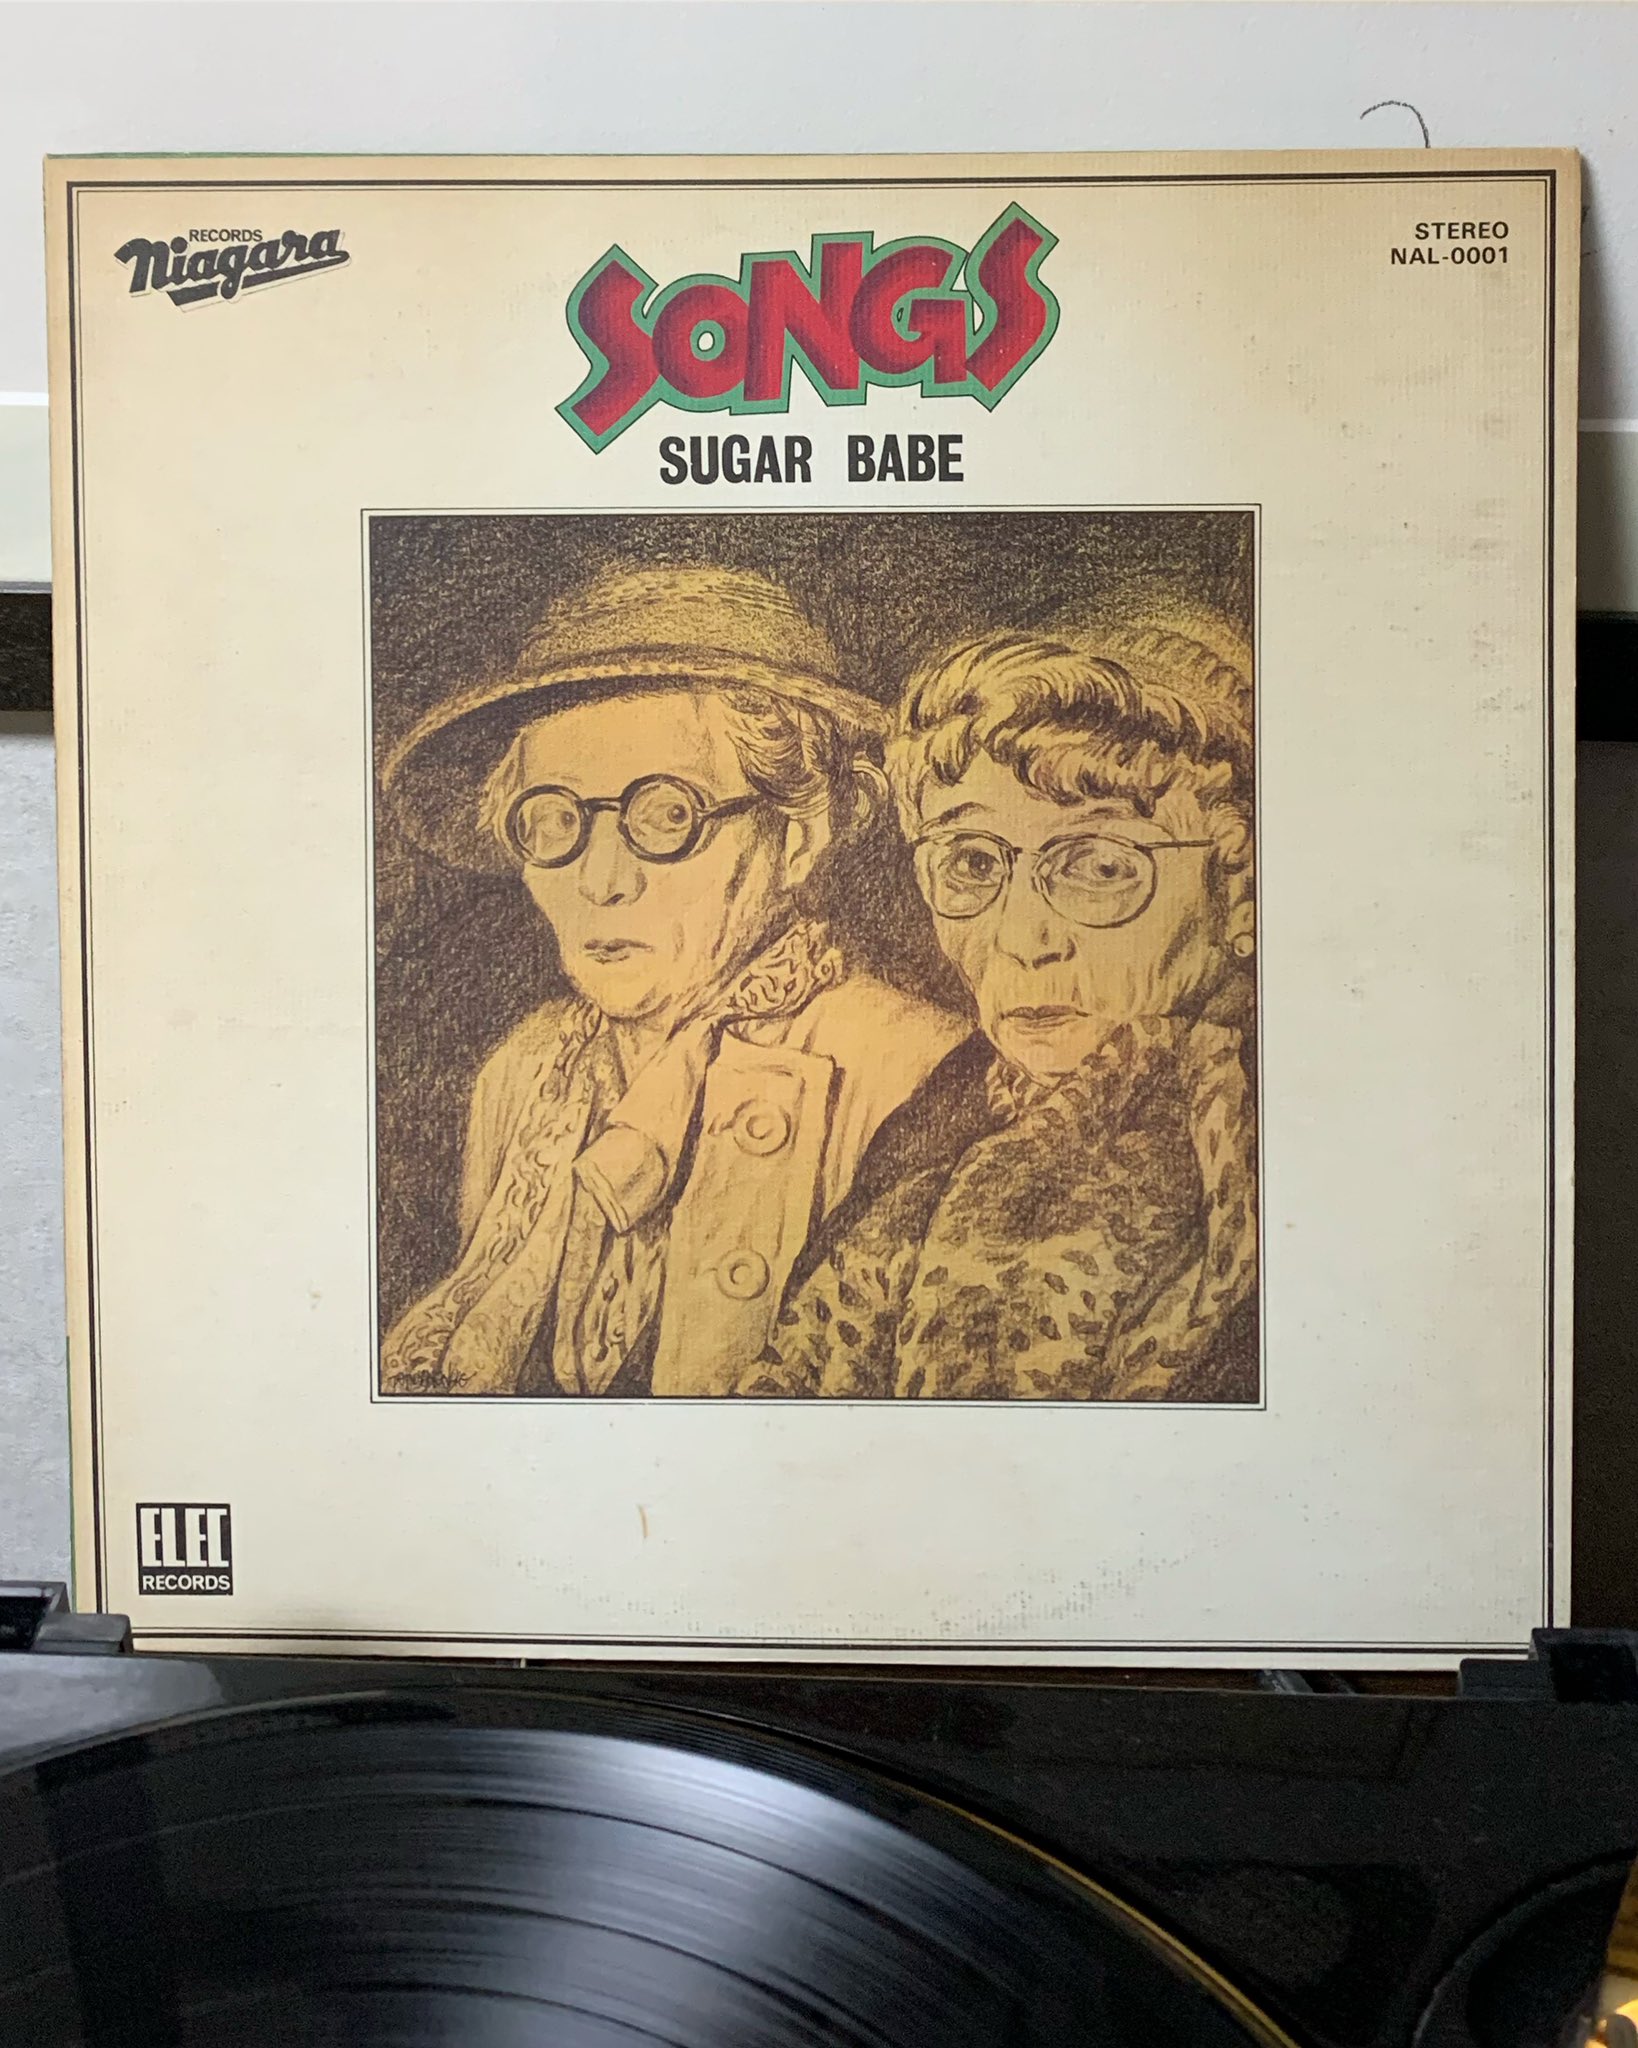 RECORDS
Niagara
SONGS
STEREO
NAL-0001
SUGAR BABE
ELEC
RECORDS